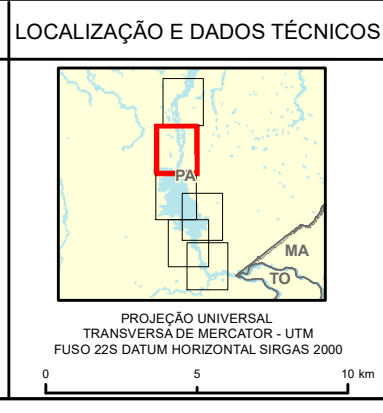 LOCALIZAÇÃO E DADOS TÉCNICOS
PA
MA
TO
PROJEÇÃO UNIVERSAL
TRANSVERSA DE MERCATOR - UTM
FUSO 22S DATUM HORIZONTAL SIRGAS 2000
0 5 10 km